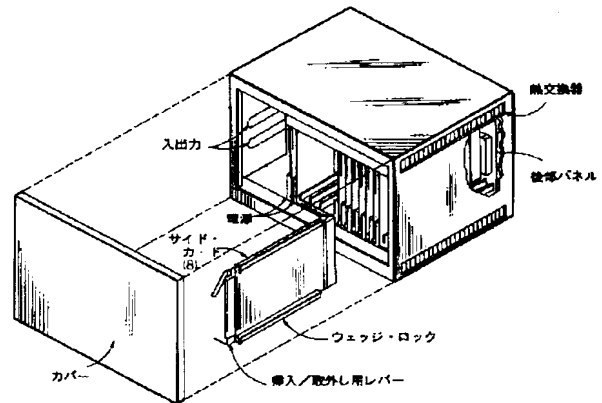 熱交換器
入出力
後部パネル
電源
サイド・
カード
(8)
ウェッジ・ロック
カバー
挿入/取外し用レバー